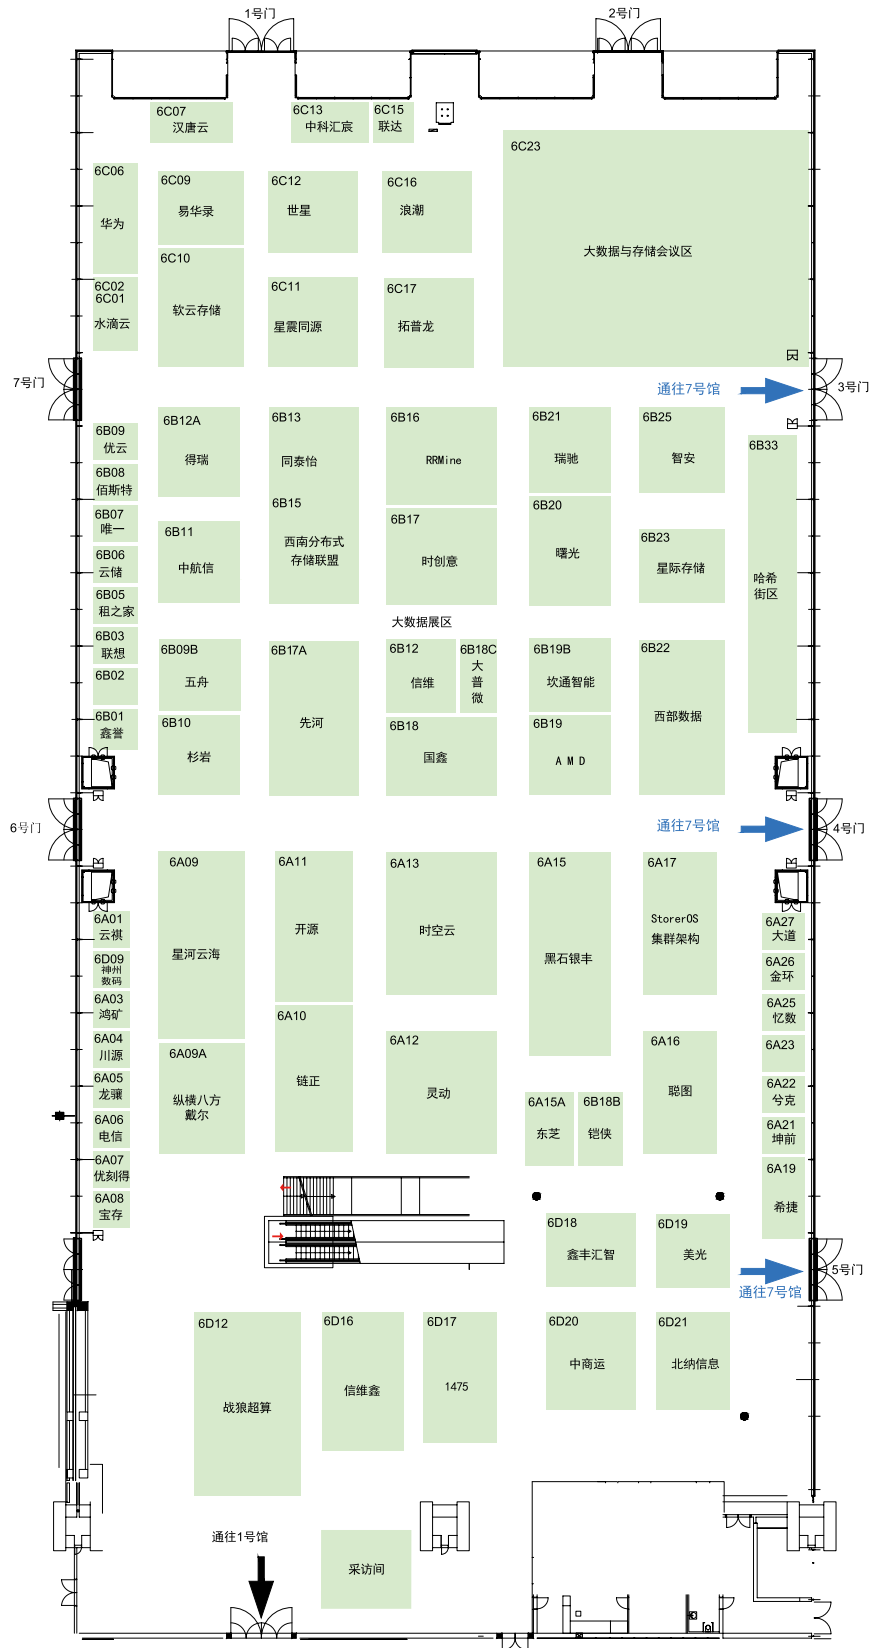 1号门
2号门
6C07
汉唐云
6C13
中科汇宸
6C15
联达
6C23
大数据与存储会议区
6C06
华为
6C09
易华录
6C12
世星
6C16
浪潮
6C10
软云存储
6C02
6C01
水滴云
6C11
星震同源
6C17
拓普龙
7号门
通往7号馆
3号门
6B09
优云
6B12A
得瑞
6B13
同泰怡
6B16
RRMine
6B21
瑞驰
6B25
智安
6B33
哈希
街区
6B08
佰斯特
6B07
唯一
6B11
中航信
6B15
西南分布式
存储联盟
6B17
时创意
6B20
曙光
6B23
星际存储
6B06
云储
6B05
租之家
大数据展区
6B03
联想
6B09B
五舟
6B17A
先河
6B12
信维
6B18C
大
普
微
6B19B
坎通智能
6B22
西部数据
6B02
6B01
鑫誉
6B10
杉岩
6B18
国鑫
6B19
AMD
6号门
通往7号馆
4号门
6A09
星河云海
6A11
开源
6A13
时空云
6A15
黑石银丰
6A17
StorerOS
集群架构
6A01
云祺
6A27
大道
6D09
神州
数码
6A26
金环
6A03
鸿矿
6A25
忆数
6A10
链正
6A04
川源
6A09A
纵横八方
戴尔
6A12
灵动
6A16
聪图
6A23
6A05
龙骧
6A22
兮克
6A15A
东芝
6B18B
铠侠
6A06
电信
6A21
坤前
6A07
优刻得
6A19
希捷
6A08
宝存
6D18
鑫丰汇智
6D19
美光
5号门
通往7号馆
6D12
战狼超算
6D16
信维鑫
6D17
1475
6D20
中商运
6D21
北纳信息
通往1号馆
采访间